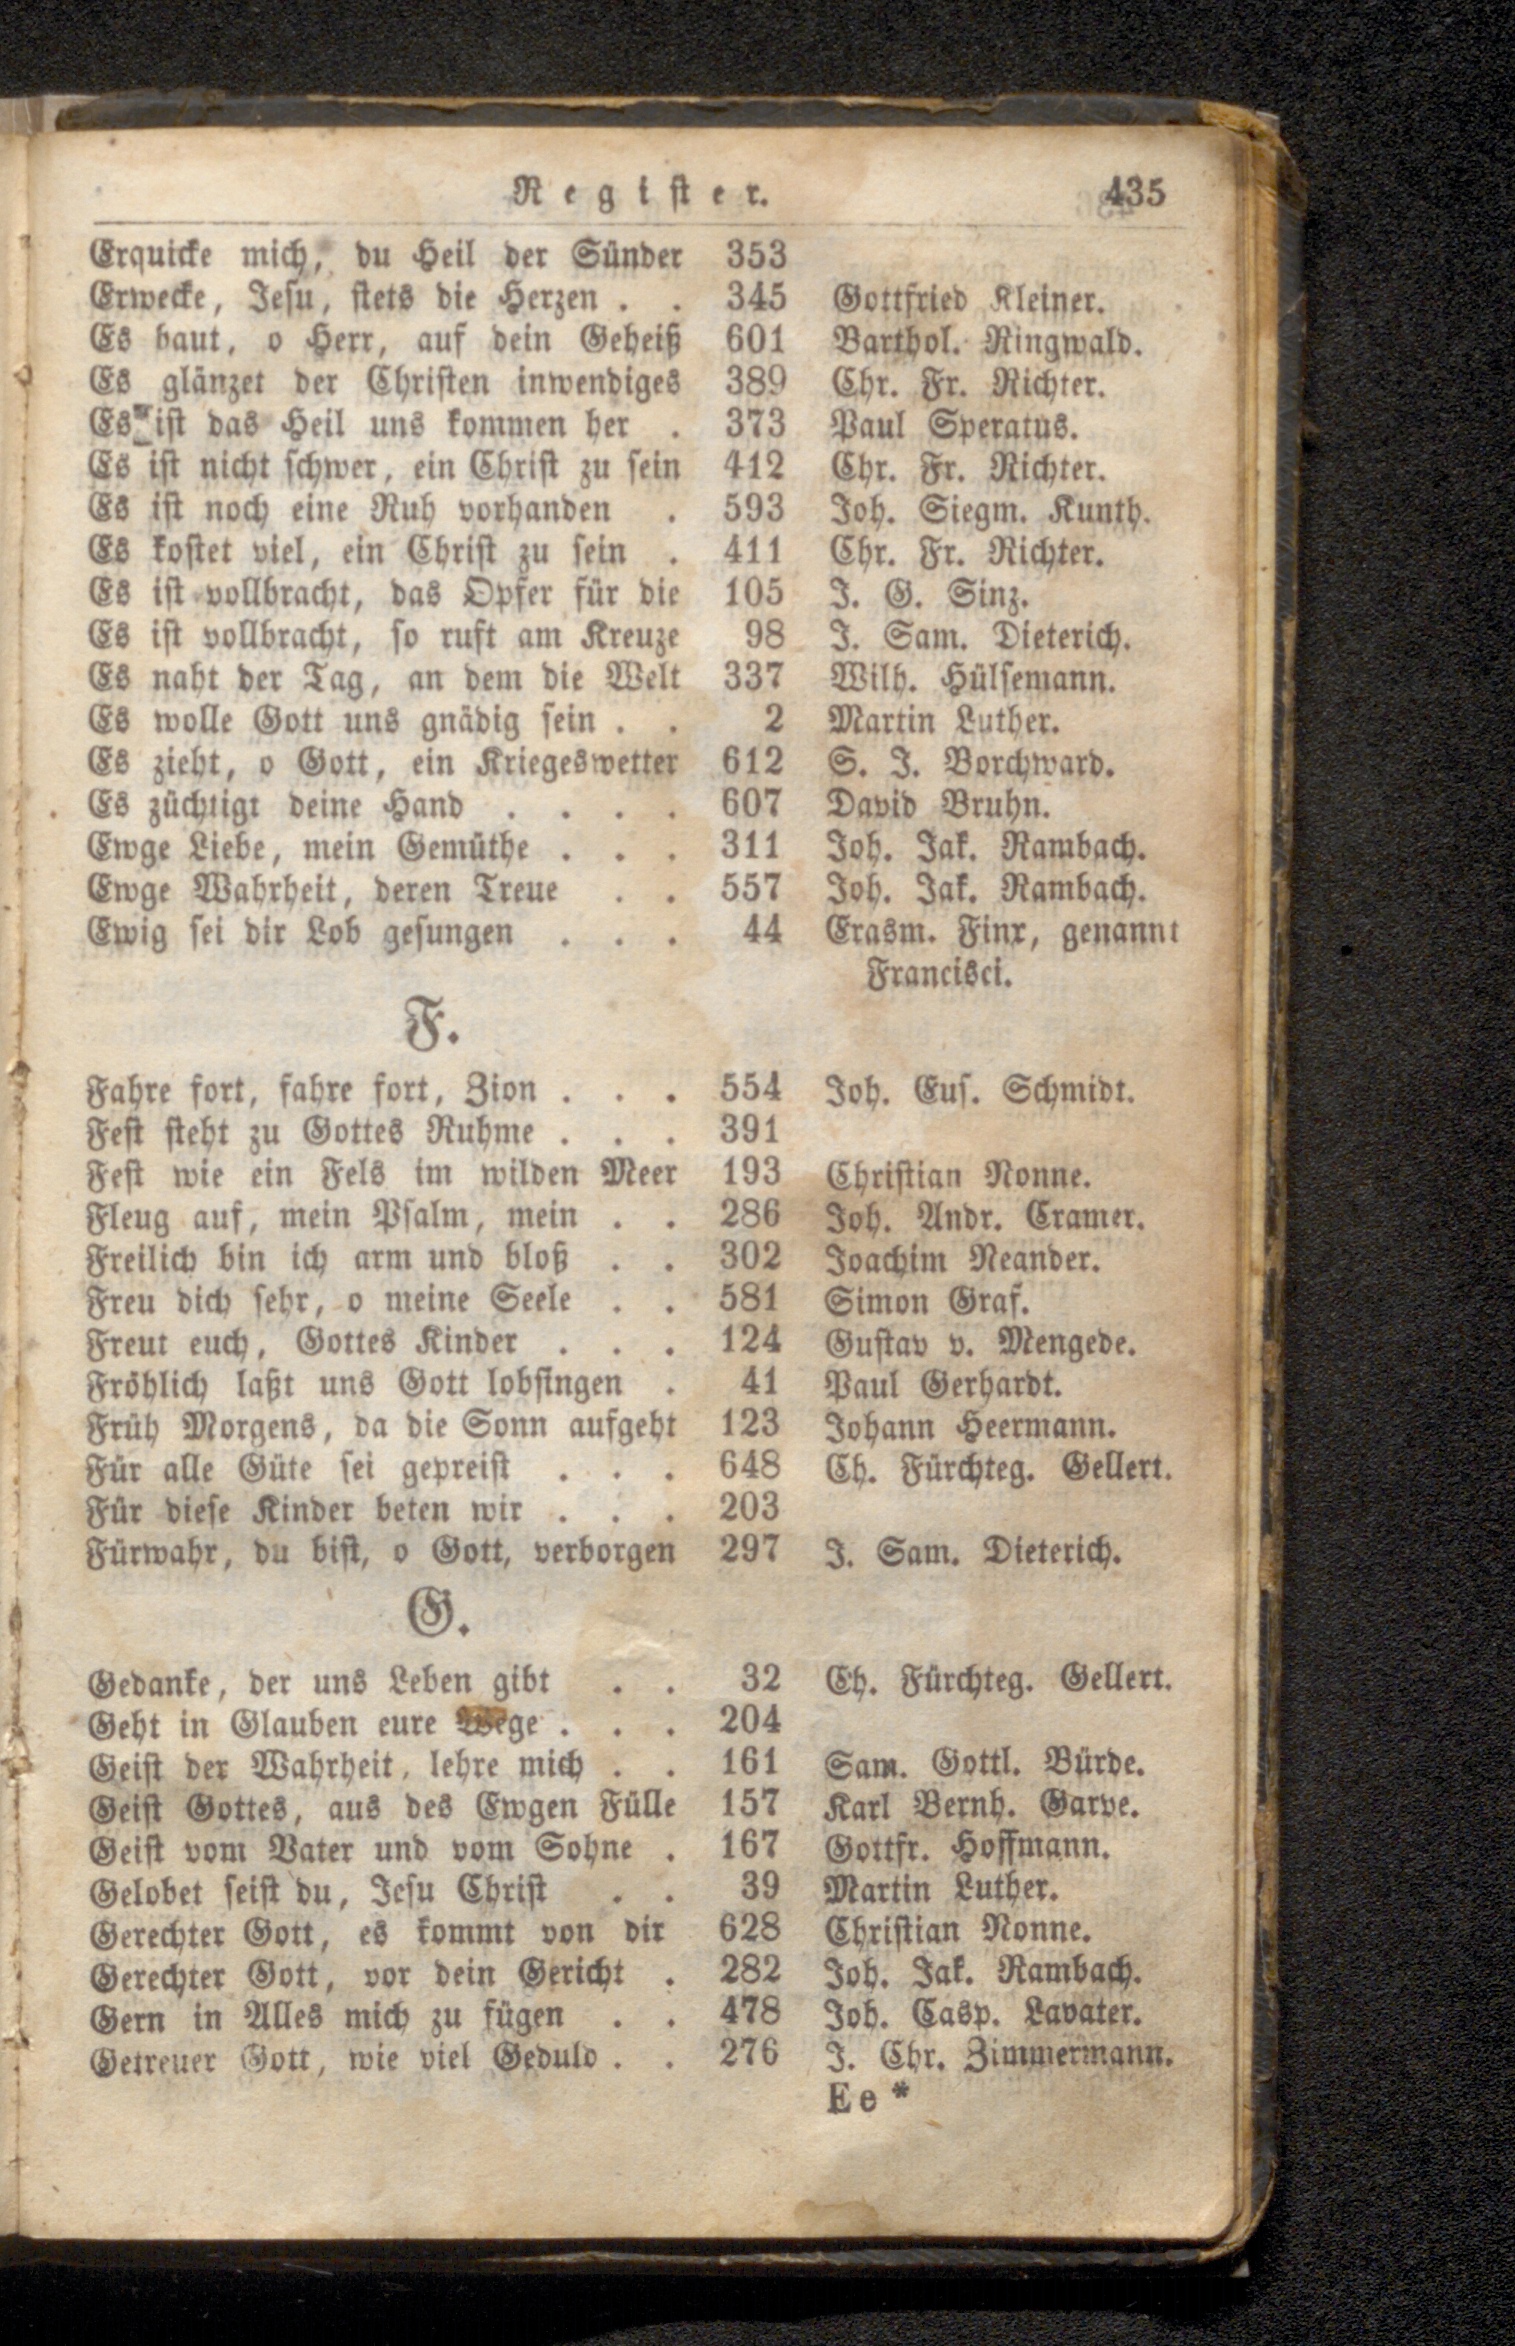 Register. 435
Erquicke mich, du Heil der Sünder 353
Erwecke, Jesu, stets die Herzen . . 345 Gottfried Kleiner.
Es haut, o Herr, auf dein Geheiß 601 Barthol. Ringwald.
Es glänzet der Christen inwendiges 389 Chr. Fr. Richter.
Es ist das Heil uns kommen her . 373 Paul Speratus.
Es ist nicht schwer, ein Christ zu sein 412 Chr. Fr. Richter.
Es ist noch eine Ruh vorhanden . 593 Joh. Siegm. Kunth.
Es kostet viel, ein Christ zu sein . 411 Chr. Fr. Richter.
Es ist vollbracht, das Opfer für die 105 J. G. Sinz.
Es ist vollbracht, so ruft am Kreuze 98 J. Sam. Dieterich.
Es naht der Tag, an dem die Welt 337 Wilh. Hülsemann.
Es wolle Gott uns gnädig sein . . 2 Martin Luther.
Es zieht, o Gott, ein Kriegeswetter 612 S. J. Borchward.
Es züchtigt deine Hand . . . . 607 David Bruhn.
Ewge Liebe, mein Gemüthe . . . 311 Joh. Jak. Rambach.
Ewge Wahrheit, deren Treue . . 557 Joh. Jak. Rambach.
Ewig sei dir Lob gesungen . . . 44 Erasm. Finx, genannt
Francisci.
F.
Fahre fort, fahre fort, Zion . . . 554 Joh. Eus. Schmidt.
Fest steht zu Gottes Ruhme . . . 391
Fest wie ein Fels im wilden Meer 193 Christian Nonne.
Fleug auf, mein Psalm, mein . . 286 Joh. Andr. Cramer.
Freilich bin ich arm und bloß . . 302 Joachim Neander.
Freu dich sehr, o meine Seele . . 581 Simon Graf.
Freut euch, Gottes Kinder . . . 124 Gustav v. Mengede.
Fröhlich laßt uns Gott lobsingen . 41 Paul Gerhardt.
Früh Morgens, da die Sonn aufgeht 123 Johann Heermann.
Für alle Güte sei gepreist . . . 648 Ch. Fürchteg. Gellert.
Für diese Kinder beten wir . . . 203
Fürwahr, du bist, o Gott, verborgen 297 J. Sam. Dieterich.
G.
Gedanke, der uns Leben gibt . . 32 Ch. Fürchteg. Gellert.
Geht in Glauben eure Wege . . . 204
Geist der Wahrheit, lehre mich . . 161 Sam. Gottl. Bürde.
Geist Gottes, aus des Ewgen Fülle 157 Karl Bernh. Garve.
Geist vom Vater und vom Sohne . 167 Gottfr. Hoffmann.
Gelobet seist du, Jesu Christ . . 39 Martin Luther.
Gerechter Gott, es kommt von dir 628 Christian Nonne.
Gerechter Gott, vor dein Gericht . 282 Joh. Jak. Rambach.
Gern in Alles mich zu fügen . . 478 Joh. Casp. Lavater.
Getreuer Gott, wie viel Geduld . . 276 J. Chr. Zimmermann.
Ee*